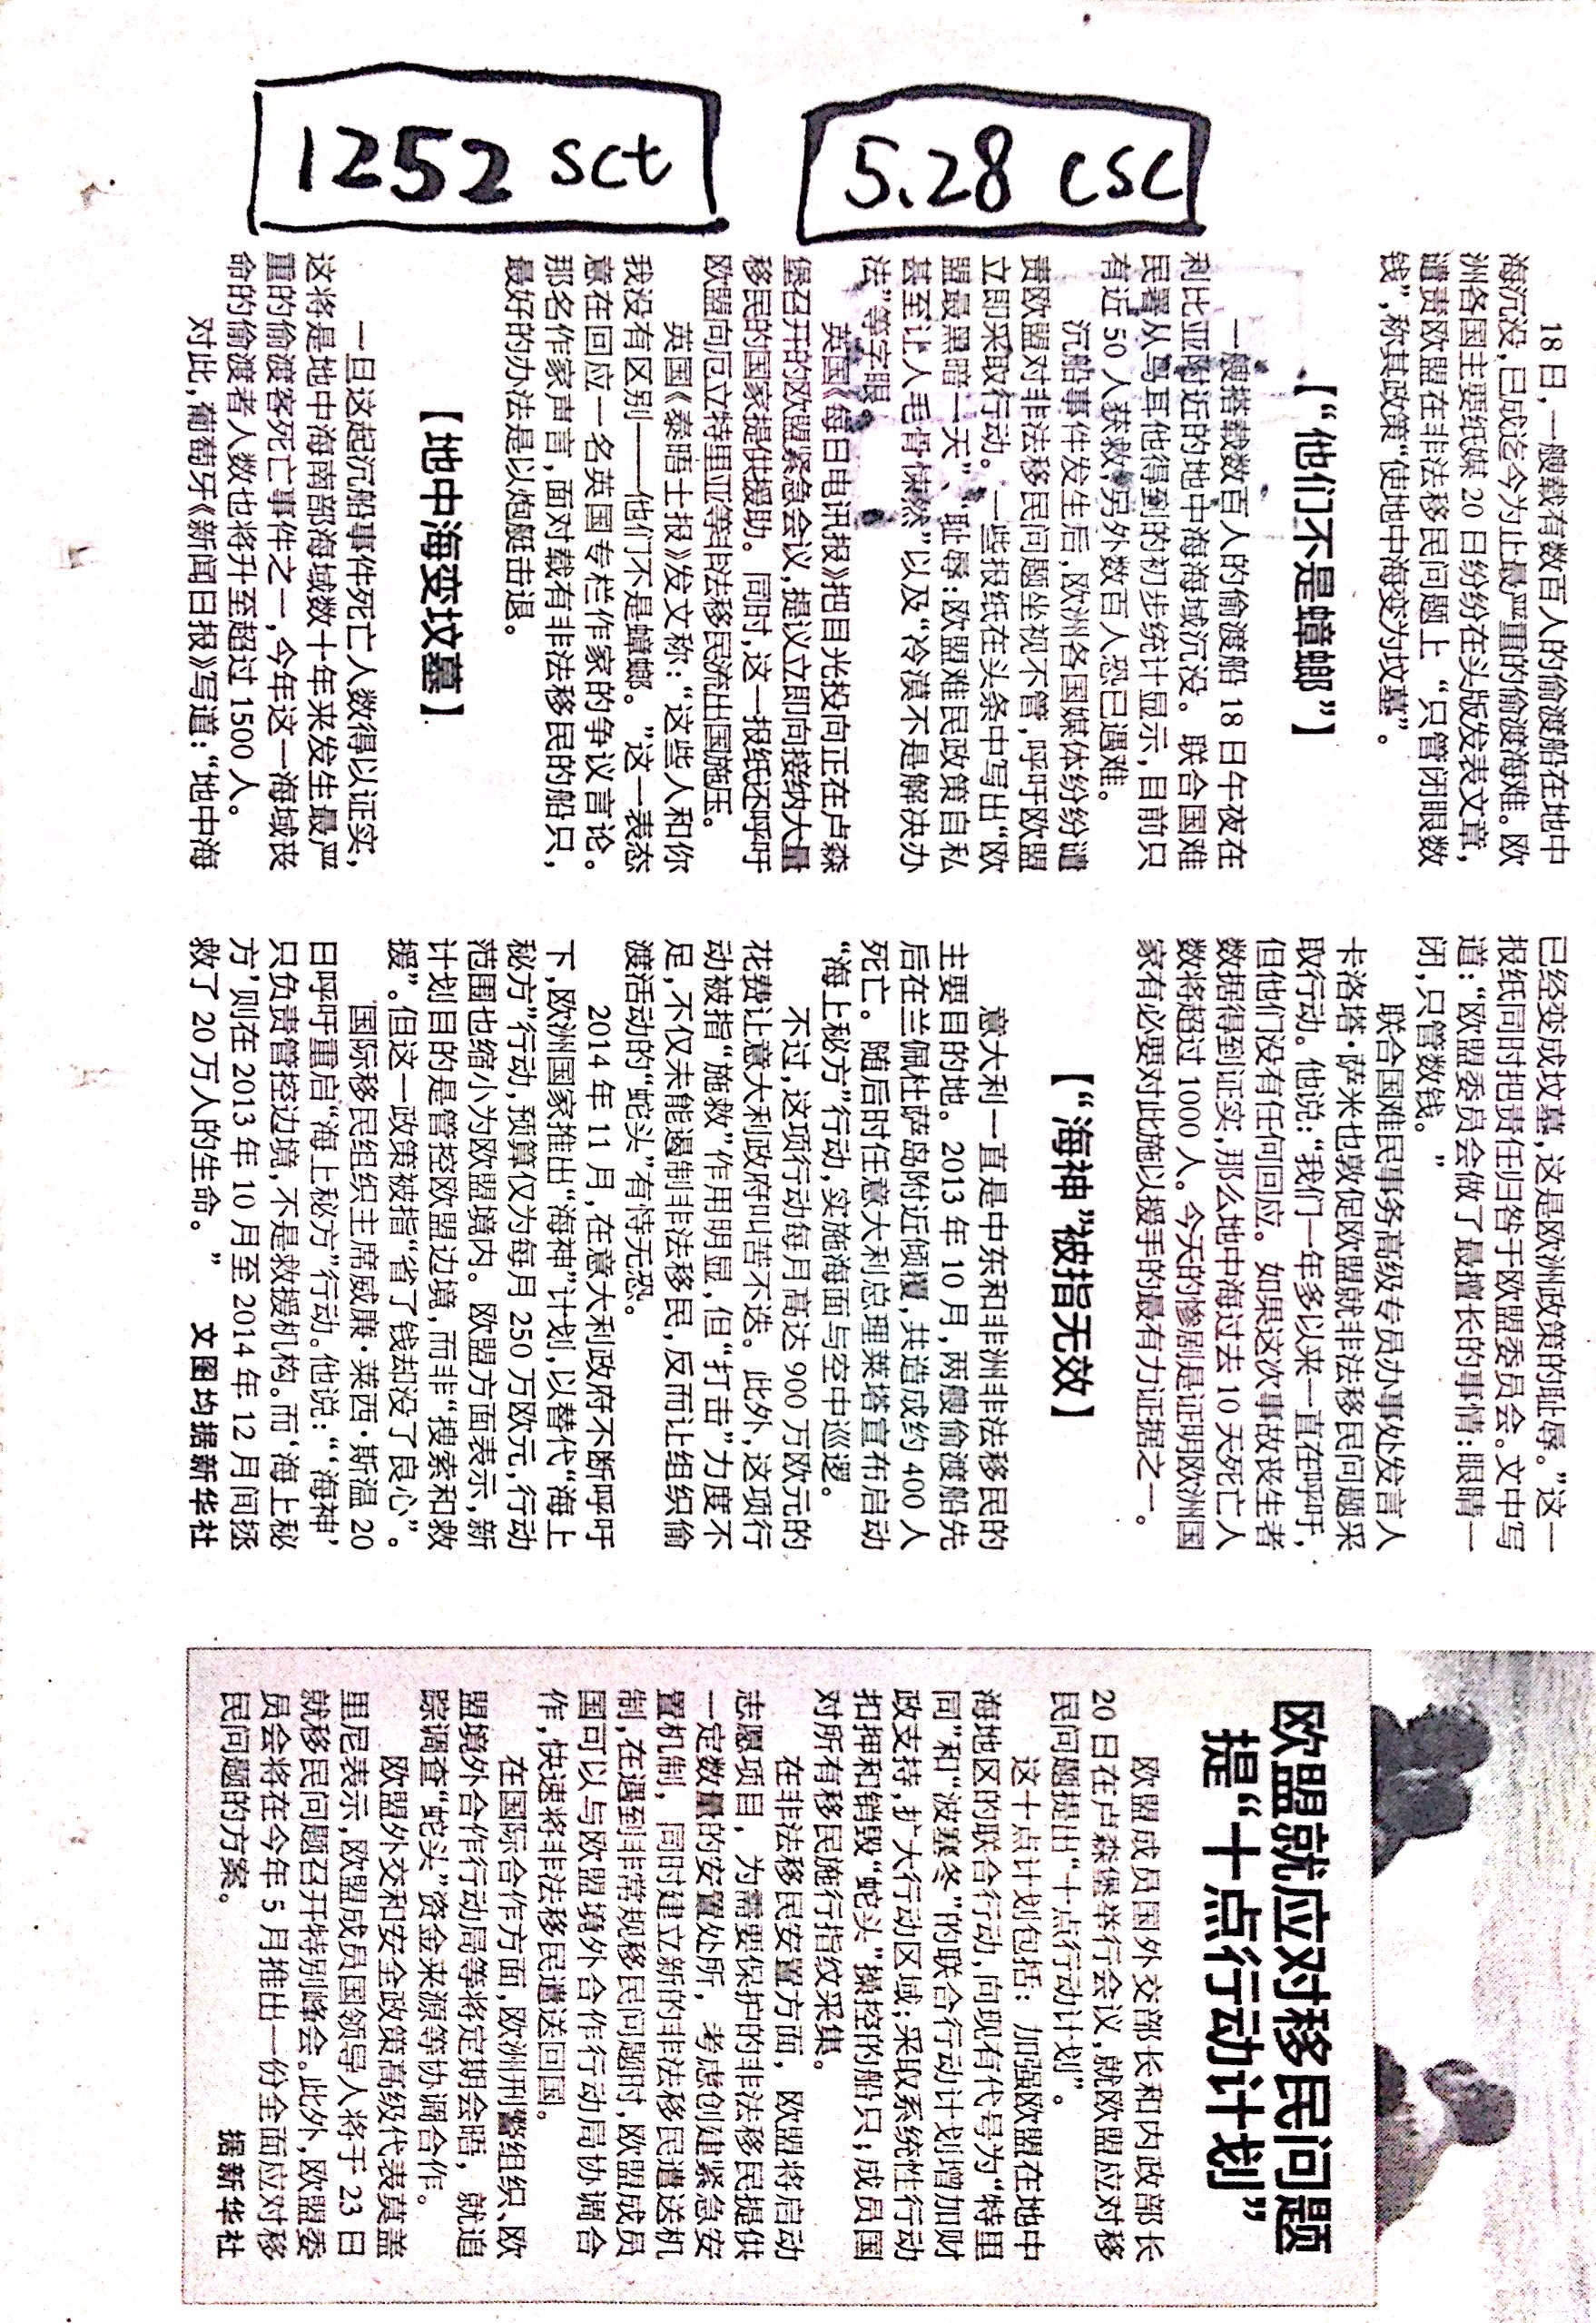 1252 sct
5.28 csc
18 日，一艘载有数百人的偷渡船在地中
海沉没，已成迄今为止最严重的偷渡海难。欧
洲各国主要纸媒 20 日纷纷在头版发表文章，
谴责欧盟在非法移民问题上“只管闭眼数
钱”，称其政策“使地中海变为坟墓”。
【“他们不是蟑螂”】
一艘搭载数百人的偷渡船 18 日午夜在
利比亚附近的地中海海域沉没。联合国难
民署从马耳他得到的初步统计显示，目前只
有近 50 人获救，另外数百人恐已遇难。
沉船事件发生后，欧洲各国媒体纷纷谴
责欧盟对非法移民问题坐视不管，呼吁欧盟
立即采取行动。一些报纸在头条中写出“欧
盟最黑暗一天”、“耻辱：欧盟难民政策自私
甚至让人毛骨悚然”以及“冷漠不是解决办
法”等字眼。
英国《每日电讯报》把目光投向正在卢森
堡召开的欧盟紧急会议，提议立即向接纳大量
移民的国家提供援助。同时，这一报纸还呼吁
欧盟向厄立特里亚等非法移民流出国施压。
英国《泰晤士报》发文称：“这些人和你
我没有区别——他们不是蟑螂。”这一表态
意在回应一名英国专栏作家的争议言论。
那名作家声言，面对载有非法移民的船只，
最好的办法是以炮艇击退。
【地中海变坟墓】
一旦这起沉船事件死亡人数得以证实，
这将是地中海南部海域数十年来发生最严
重的偷渡客死亡事件之一，今年这一海域丧
命的偷渡者人数也将升至超过 1500 人。
对此，葡萄牙《新闻日报》写道：“地中海
已经变成坟墓，这是欧洲政策的耻辱。”这一
报纸同时把责任归咎于欧盟委员会。文中写
道：“欧盟委员会做了最擅长的事情：眼睛一
闭，只管数钱。”
联合国难民事务高级专员办事处发言人
卡洛塔·萨米也敦促欧盟就非法移民问题采
取行动。他说：“我们一年多以来一直在呼吁，
但他们没有任何回应。如果这次事故丧生者
数据得到证实，那么地中海过去 10 天死亡人
数将超过 1000 人。今天的惨剧是证明欧洲国
家有必要对此施以援手的最有力证据之一。
【“海神”被指无效】
意大利一直是中东和非洲非法移民的
主要目的地。2013 年 10 月，两艘偷渡船先
后在兰佩杜萨岛附近倾覆，共造成约 400 人
死亡。随后时任意大利总理莱塔宣布启动
“海上秘方”行动，实施海面与空中巡逻。
不过，这项行动每月高达 900 万欧元的
花费让意大利政府叫苦不迭。此外，这项行
动被指“施救”作用明显，但“打击”力度不
足，不仅未能遏制非法移民，反而让组织偷
渡活动的“蛇头”有恃无恐。
2014 年 11 月，在意大利政府不断呼吁
下，欧洲国家推出“海神”计划，以替代“海上
秘方”行动，预算仅为每月 250 万欧元，行动
范围也缩小为欧盟境内。欧盟方面表示，新
计划目的是管控欧盟边境，而非“搜索和救
援”。但这一政策被指“省了钱却没了良心”。
国际移民组织主席威廉·莱西·斯温 20
日呼吁重启“海上秘方”行动。他说：“‘海神’
只负责管控边境，不是救援机构。而‘海上秘
方’则在 2013 年 10 月至 2014 年 12 月间拯
救了 20 万人的生命。” 文图均据新华社
欧盟就应对移民问题
提“十点行动计划”
欧盟成员国外交部长和内政部长
20 日在卢森堡举行会议，就欧盟应对移
民问题提出“十点行动计划”。
这十点计划包括：加强欧盟在地中
海地区的联合行动，向现有代号为“特里
同”和“波塞冬”的联合行动计划增加财
政支持，扩大行动区域；采取系统性行动
扣押和销毁“蛇头”操控的船只；成员国
对所有移民施行指纹采集。
在非法移民安置方面，欧盟将启动
志愿项目，为需要保护的非法移民提供
一定数量的安置处所，考虑创建紧急安
置机制，同时建立新的非法移民遣送机
制，在遇到非常规移民问题时，欧盟成员
国可以与欧盟境外合作行动局协调合
作，快速将非法移民遣送回国。
在国际合作方面，欧洲刑警组织、欧
盟境外合作行动局等将定期会晤，就追
踪调查“蛇头”资金来源等协调合作。
欧盟外交和安全政策高级代表莫盖
里尼表示，欧盟成员国领导人将于 23 日
就移民问题召开特别峰会。此外，欧盟委
员会将在今年 5 月推出一份全面应对移
民问题的方案。 据新华社